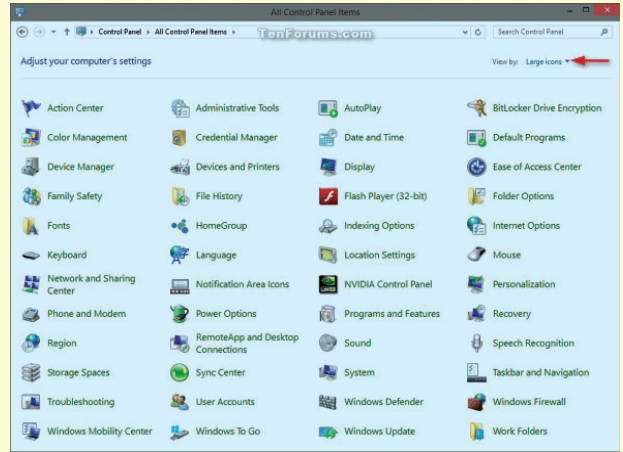 All Control Panel Items
Control Panel All Control Panel Items
TenForums.com
Search Control Panel
Adjust your computer's settings
View by: Large icons
Action Center
Administrative Tools
AutoPlay
BitLocker Drive Encryption
Color Management
Credential Manager
Date and Time
Default Programs
Device Manager
Devices and Printers
Display
Ease of Access Center
Family Safety
File History
Flash Player (32-bit)
Folder Options
Fonts
HomeGroup
Indexing Options
Internet Options
Keyboard
Language
Location Settings
Mouse
Network and Sharing
Center
Notification Area Icons
NVIDIA Control Panel
Personalization
Phone and Modem
Power Options
Programs and Features
Recovery
Region
RemoteApp and Desktop
Connections
Sound
Speech Recognition
Storage Spaces
Sync Center
System
Taskbar and Navigation
Troubleshooting
User Accounts
Windows Defender
Windows Firewall
Windows Mobility Center
Windows To Go
Windows Update
Work Folders